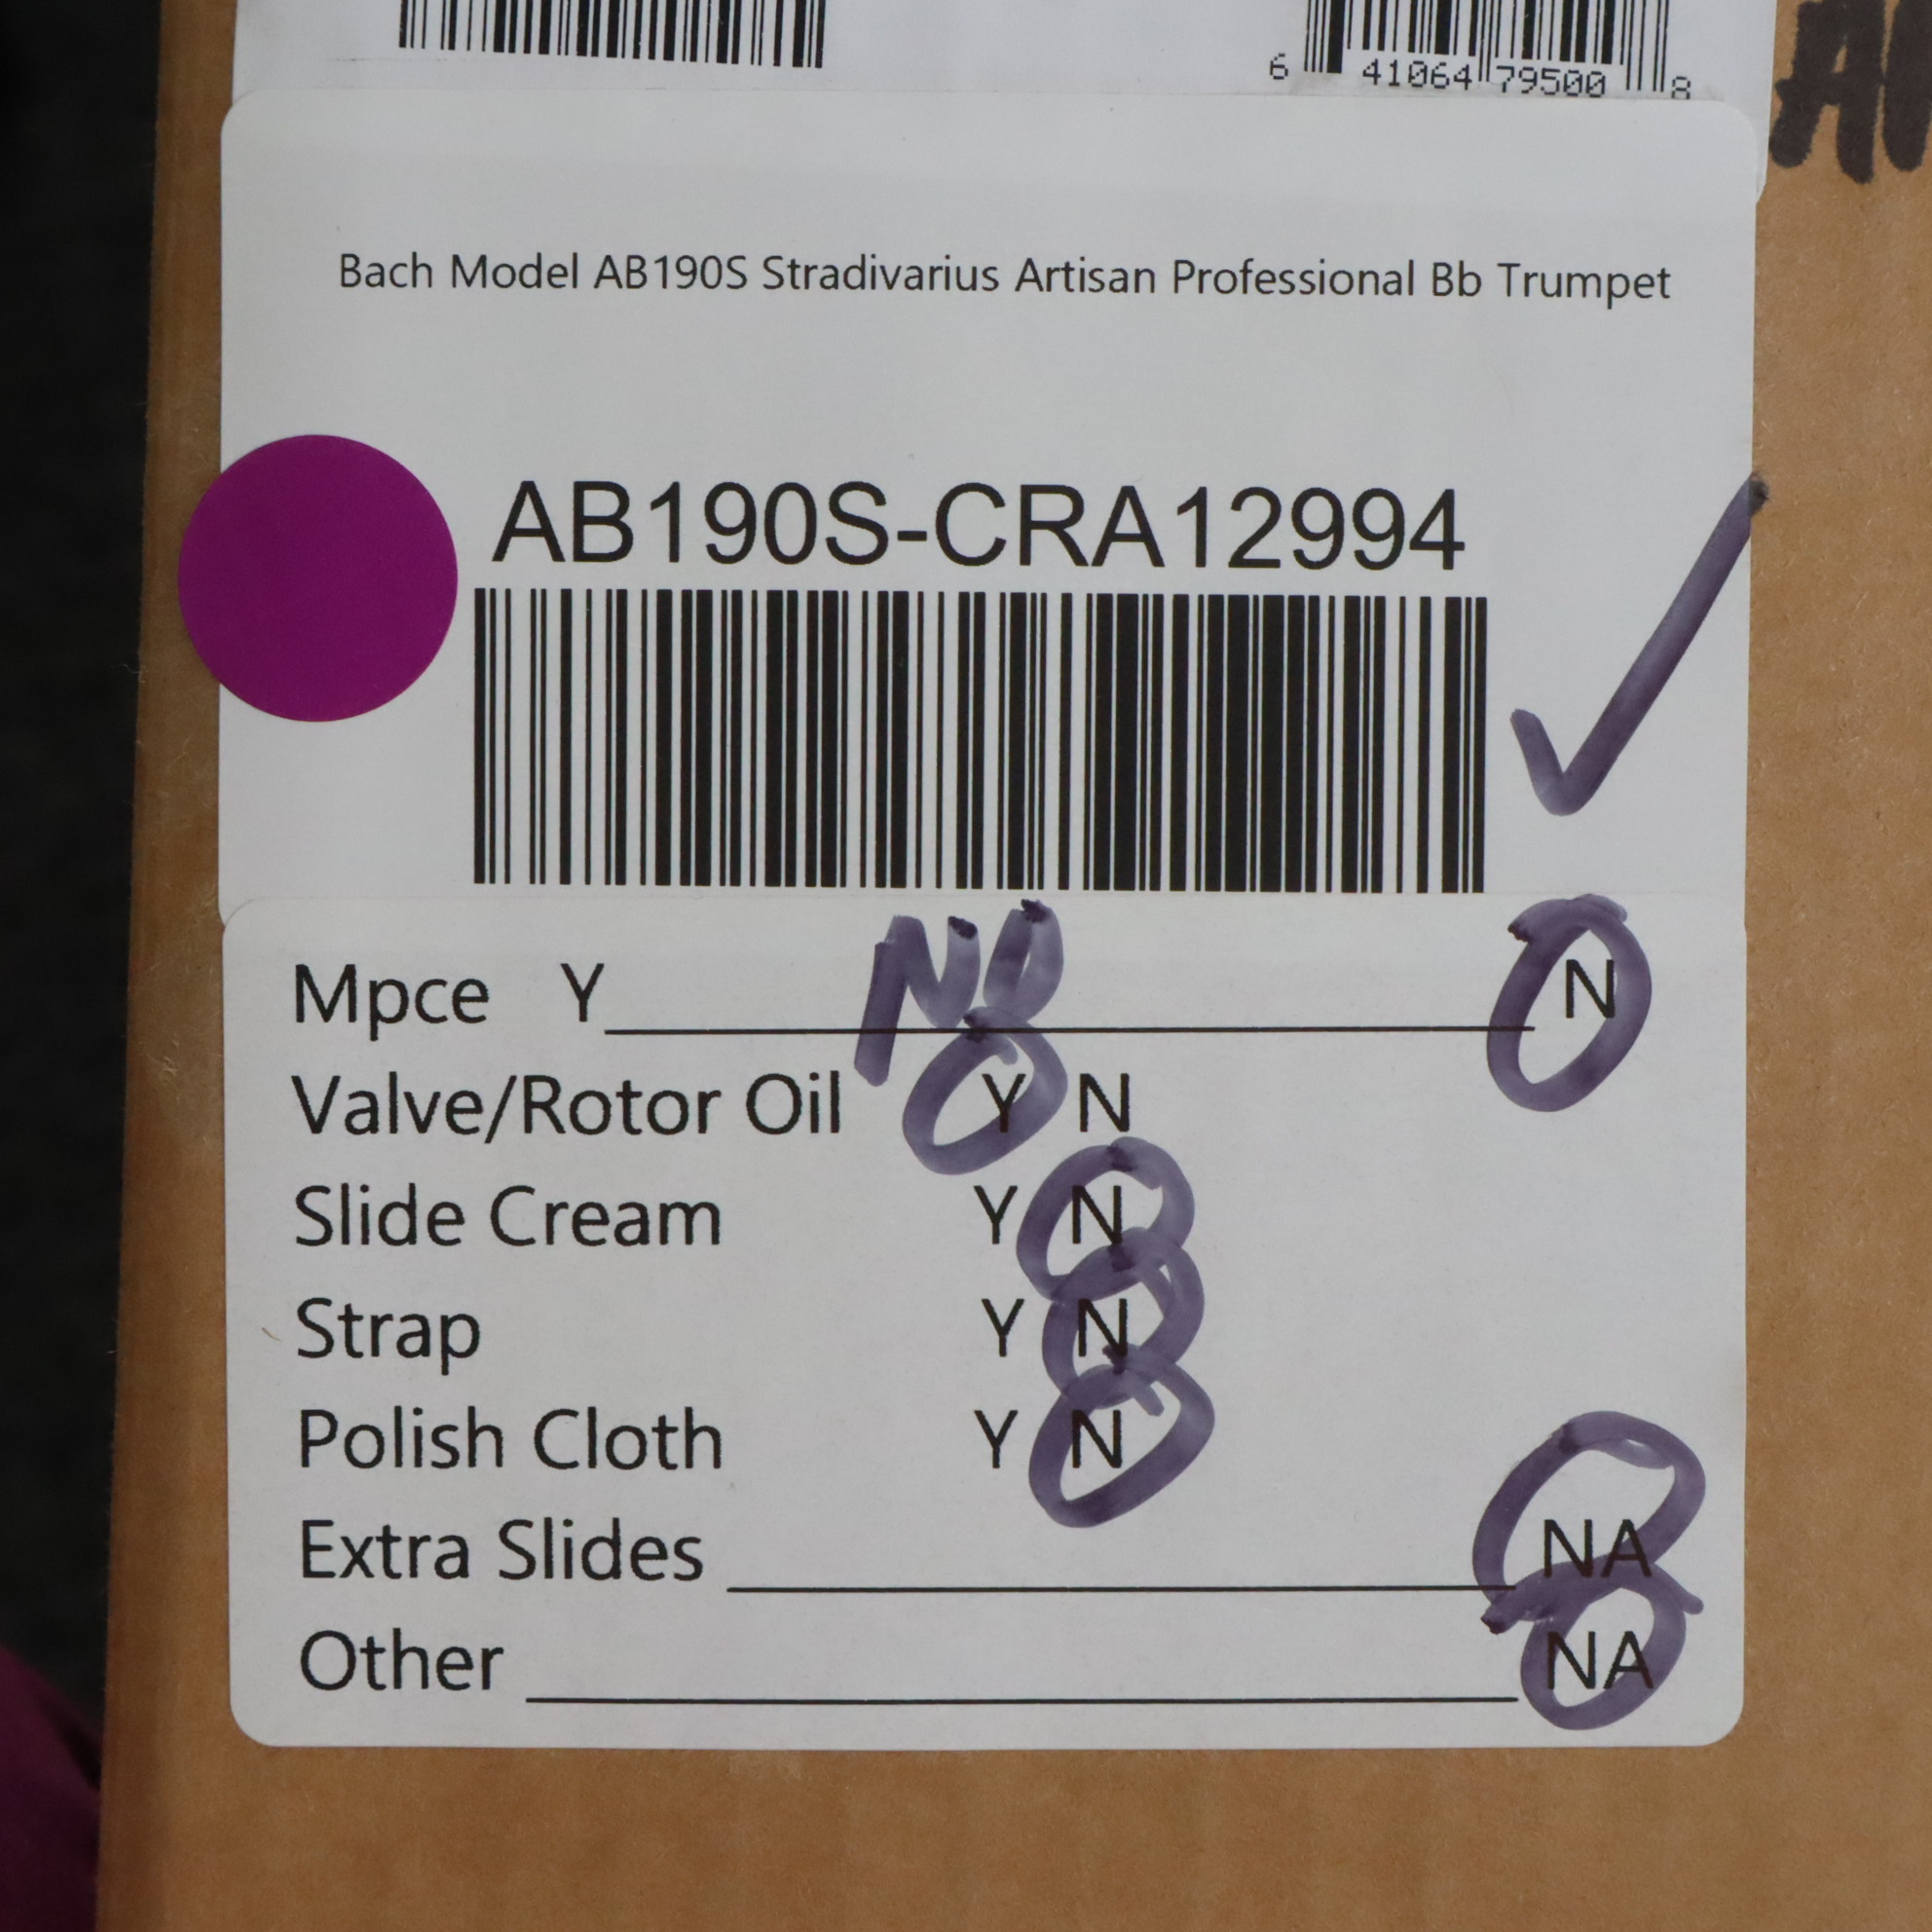 6 41064 79500 8
Bach Model AB190S Stradivarius Artisan Professional Bb Trumpet
AB190S-CRA12994
Mpce Y NO N
Valve/Rotor Oil Y N
Slide Cream Y N
Strap Y N
Polish Cloth Y N
Extra Slides NA
Other NA